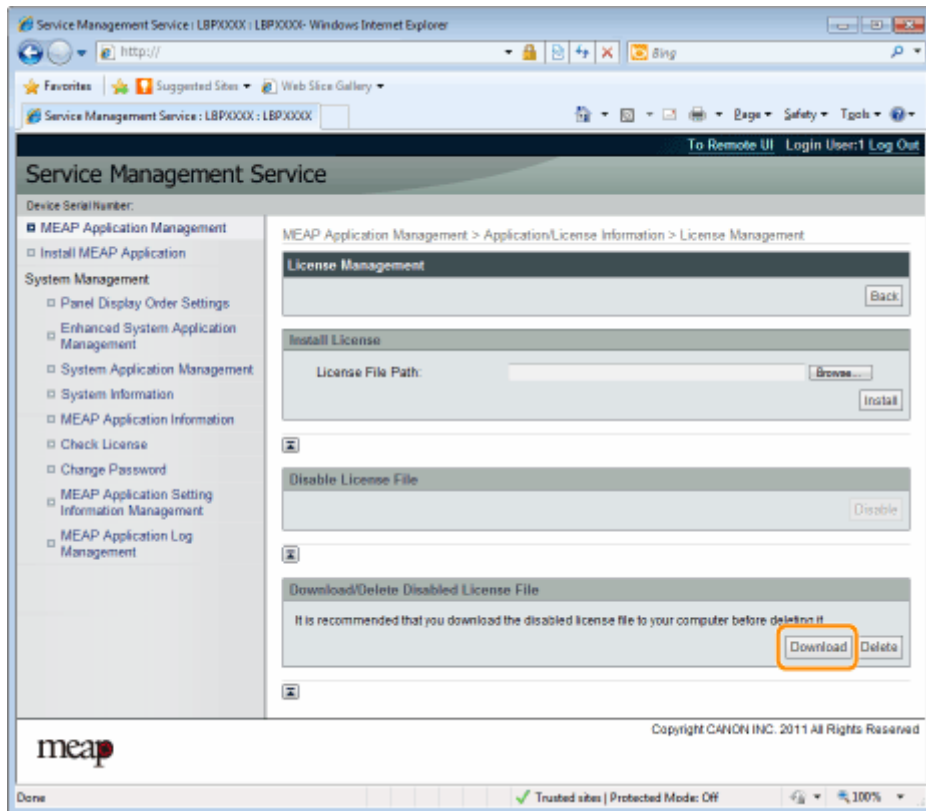 Service Management Service : LBPXXXX : LBPXXXX- Windows Internet Explorer
http://
Bing
Favorites Suggested Sites Web Slice Gallery
Service Management Service : LBPXXXX : LBPXXXX
Page Safety Tools
To Remote UI Login User:1 Log Out
Service Management Service
Device Serial Number:
MEAP Application Management
Install MEAP Application
System Management
Panel Display Order Settings
Enhanced System Application
Management
System Application Management
System Information
MEAP Application Information
Check License
Change Password
MEAP Application Setting
Information Management
MEAP Application Log
Management
MEAP Application Management > Application/License Information > License Management
License Management
Back
Install License
License File Path:
Browse...
Install
Disable License File
Disable
Download/Delete Disabled License File
It is recommended that you download the disabled license file to your computer before deleting it.
Download Delete
Copyright CANON INC. 2011 All Rights Reserved
meap
Done
Trusted sites | Protected Mode: Off
100%